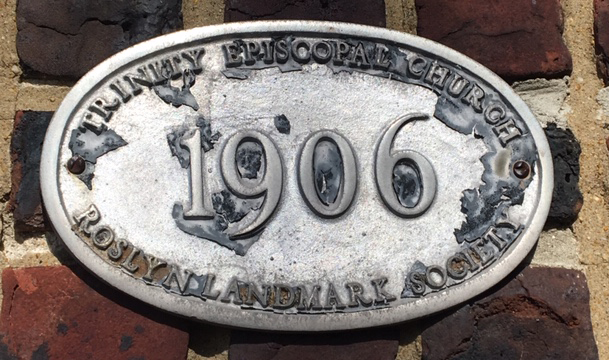 TRINITY EPISCOPAL CHURCH
1906
ROSLYN LANDMARK SOCIETY